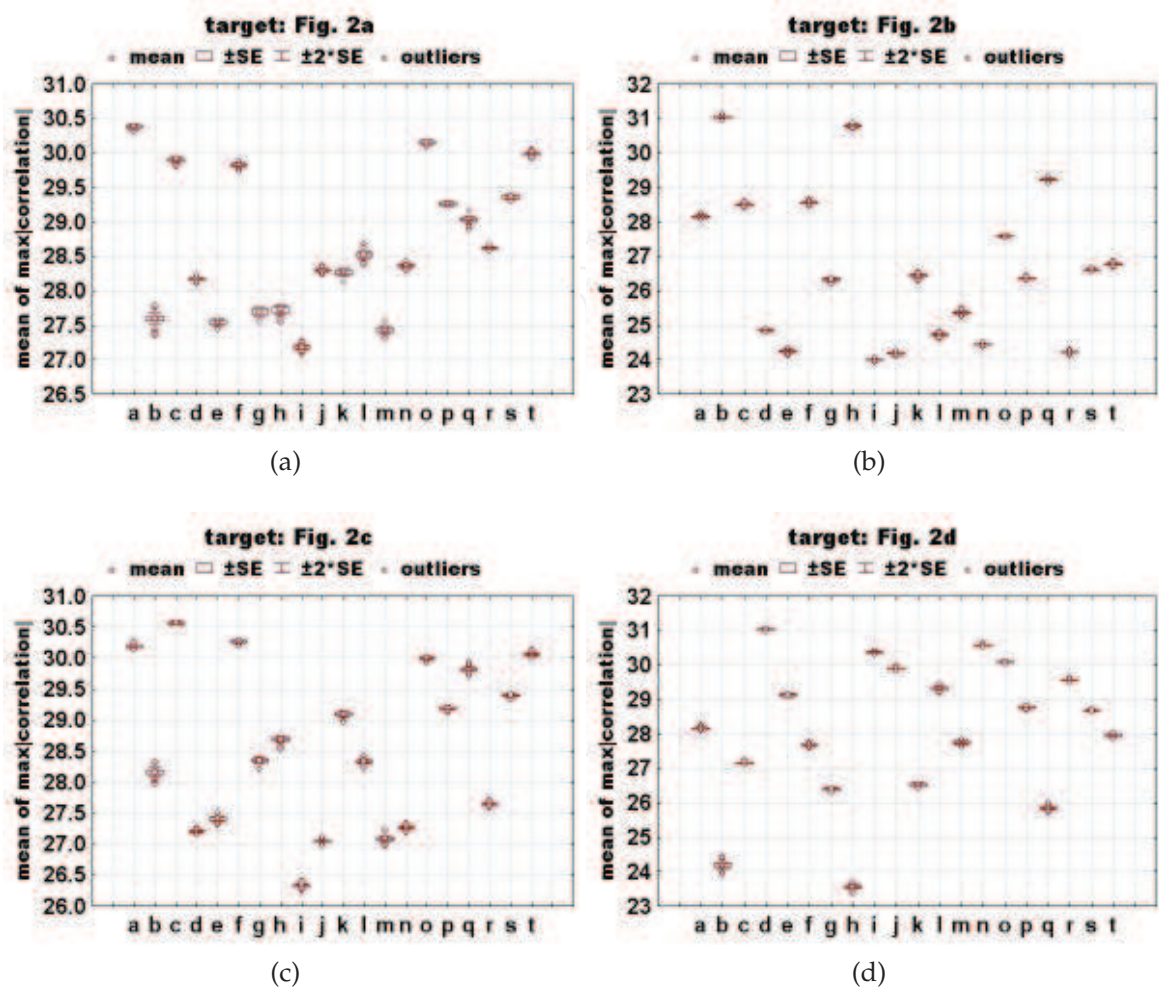 target: Fig. 2a
mean ±SE ±2*SE outliers
mean of max|correlation|
31.0
30.5
30.0
29.5
29.0
28.5
28.0
27.5
27.0
26.5
a b c d e f g h i j k l m n o p q r s t
(a)
target: Fig. 2b
mean ±SE ±2*SE outliers
mean of max|correlation|
32
31
30
29
28
27
26
25
24
23
a b c d e f g h i j k l m n o p q r s t
(b)
target: Fig. 2c
mean ±SE ±2*SE outliers
mean of max|correlation|
31.0
30.5
30.0
29.5
29.0
28.5
28.0
27.5
27.0
26.5
26.0
a b c d e f g h i j k l m n o p q r s t
(c)
target: Fig. 2d
mean ±SE ±2*SE outliers
mean of max|correlation|
32
31
30
29
28
27
26
25
24
23
a b c d e f g h i j k l m n o p q r s t
(d)